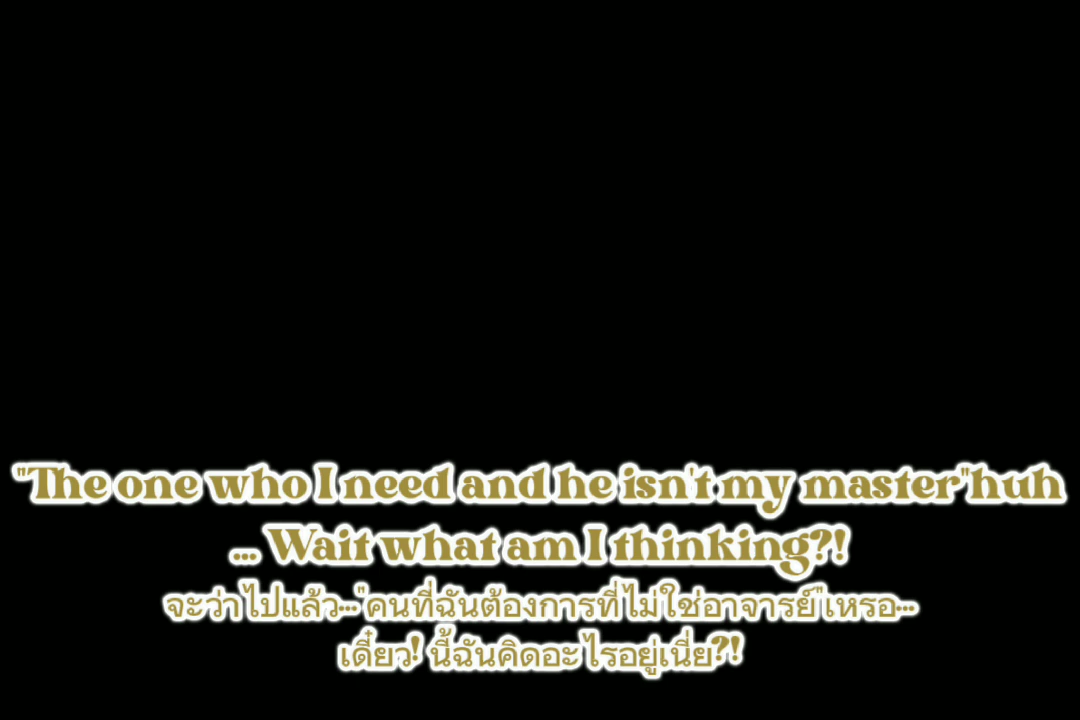 "The one who I need and he isn't my master"huh
... Wait what am I thinking?!
จะว่าไปแล้ว..."คนที่ฉันต้องการที่ไม่ใช่อาจารย์"เหรอ...
เดี๋ยว! นี้ฉันคิดอะไรอยู่เนี่ย?!